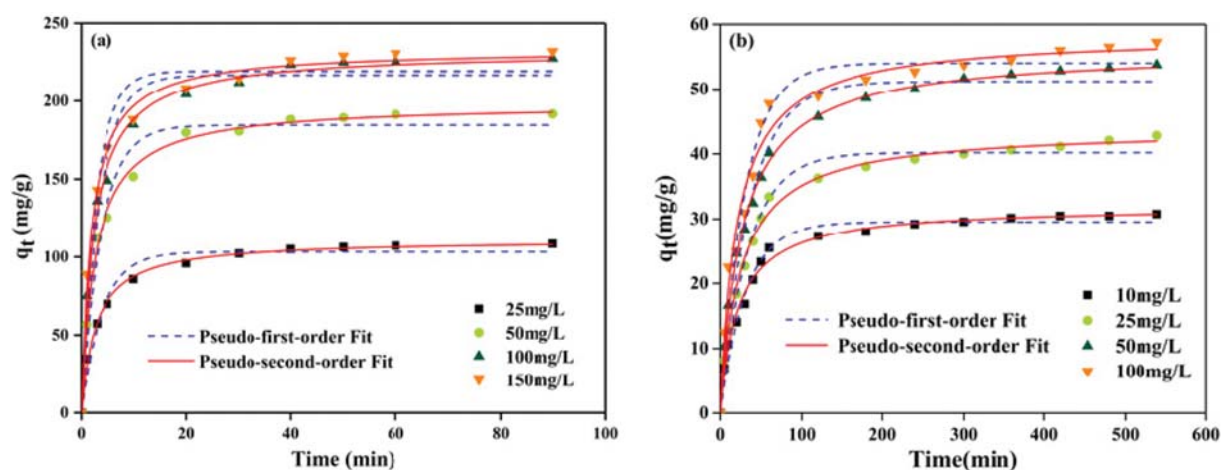 (a)
250
200
150
100
50
0
qt (mg/g)
0 20 40 60 80 100
Time (min)
Pseudo-first-order Fit
Pseudo-second-order Fit
25mg/L
50mg/L
100mg/L
150mg/L
(b)
60
50
40
30
20
10
0
qt(mg/g)
0 100 200 300 400 500 600
Time(min)
Pseudo-first-order Fit
Pseudo-second-order Fit
10mg/L
25mg/L
50mg/L
100mg/L